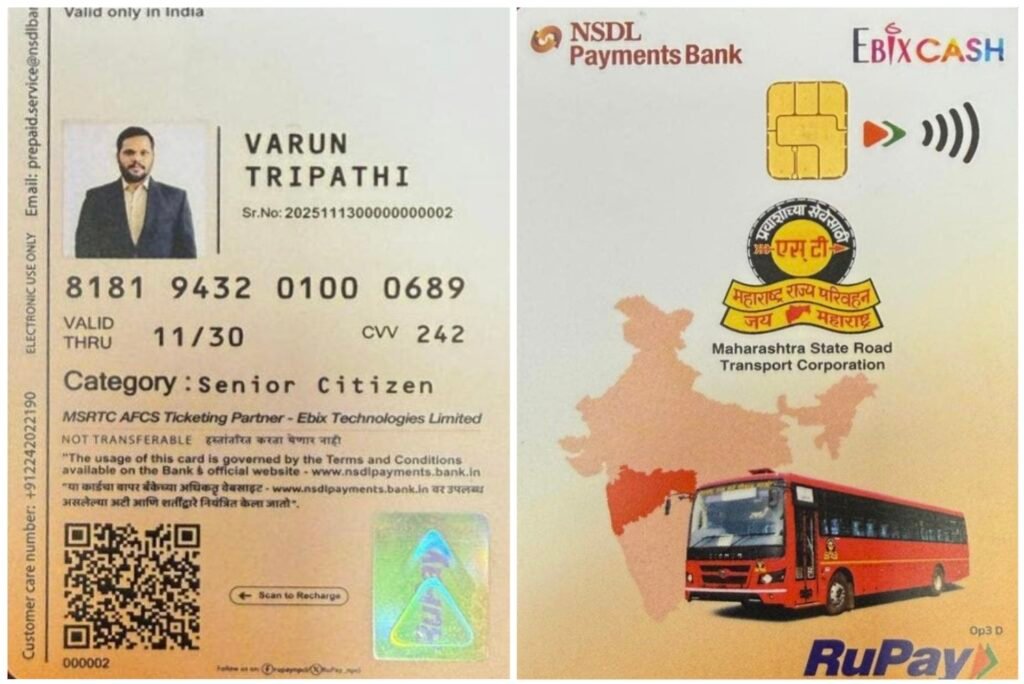 Valid only in India
Email: prepaid.service@nsdlba
ELECTRONIC USE ONLY
Customer care number: +912242022190
VARUN
TRIPATHI
Sr.No: 2025111300000000002
8181 9432 0100 0689
VALID THRU 11/30 CVV 242
Category : Senior Citizen
MSRTC AFCS Ticketing Partner - Ebix Technologies Limited
NOT TRANSFERABLE हस्तांतरित करता येणार नाही
"The usage of this card is governed by the Terms and Conditions
available on the Bank's official website - www.nsdlpayments.bank.in
"या कार्डचा वापर बँकेच्या अधिकृत वेबसाइट - www.nsdlpayments.bank.in वर उपलब्ध
असलेल्या अटी आणि शर्तींद्वारे नियंत्रित केला जातो".
Scan to Recharge
RuPay
000002
Follow us on: rupaynpci RuPay_npci
NSDL
Payments Bank
EBIXCASH
प्रवाशांच्या सेवेसाठी
एस टी
महाराष्ट्र राज्य परिवहन
जय महाराष्ट्र
Maharashtra State Road
Transport Corporation
Op3 D
RuPay